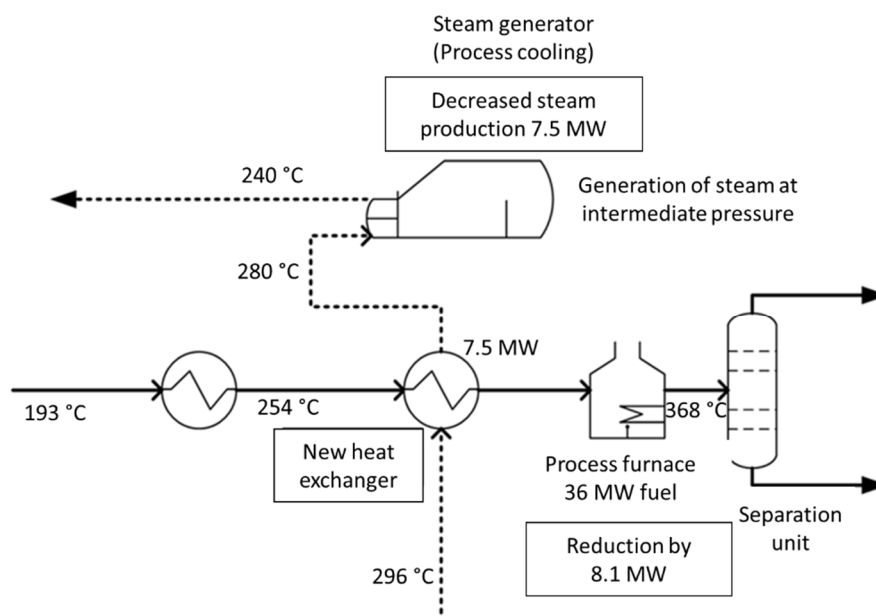 Steam generator
(Process cooling)
Decreased steam
production 7.5 MW
240 °C
Generation of steam at
intermediate pressure
280 °C
7.5 MW
193 °C
254 °C
368 °C
New heat
exchanger
Process furnace
36 MW fuel
Separation
unit
Reduction by
8.1 MW
296 °C